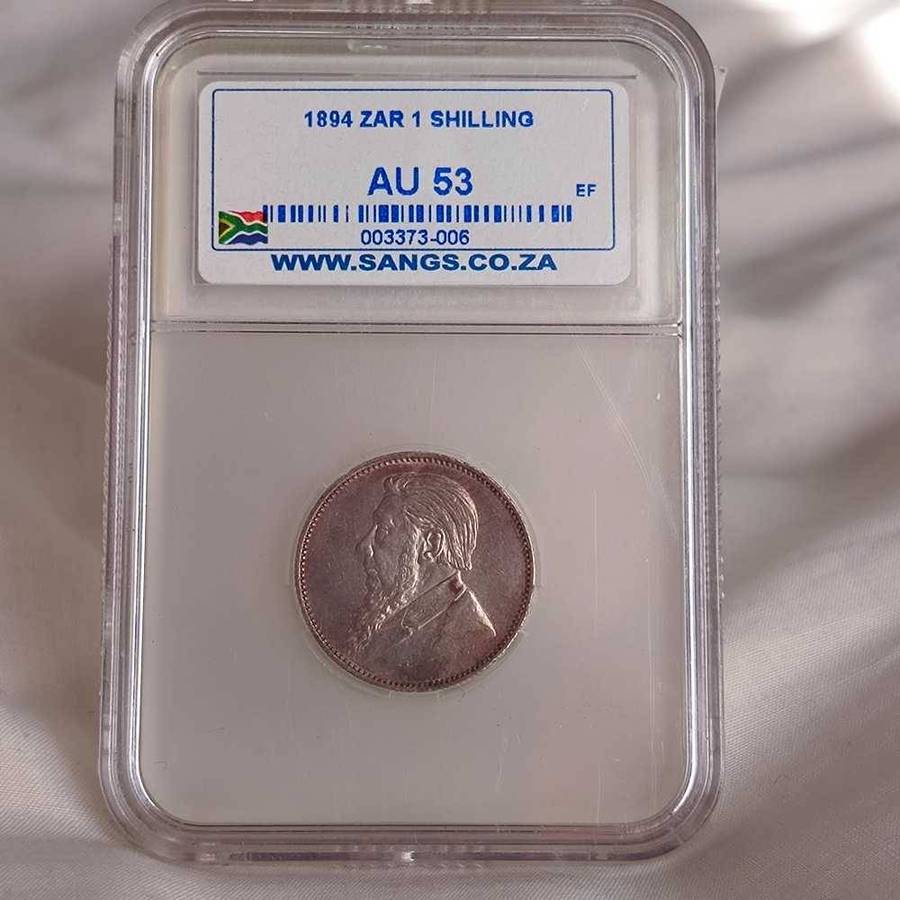 1894 ZAR 1 SHILLING
AU 53
EF
003373-006
WWW.SANGS.CO.ZA